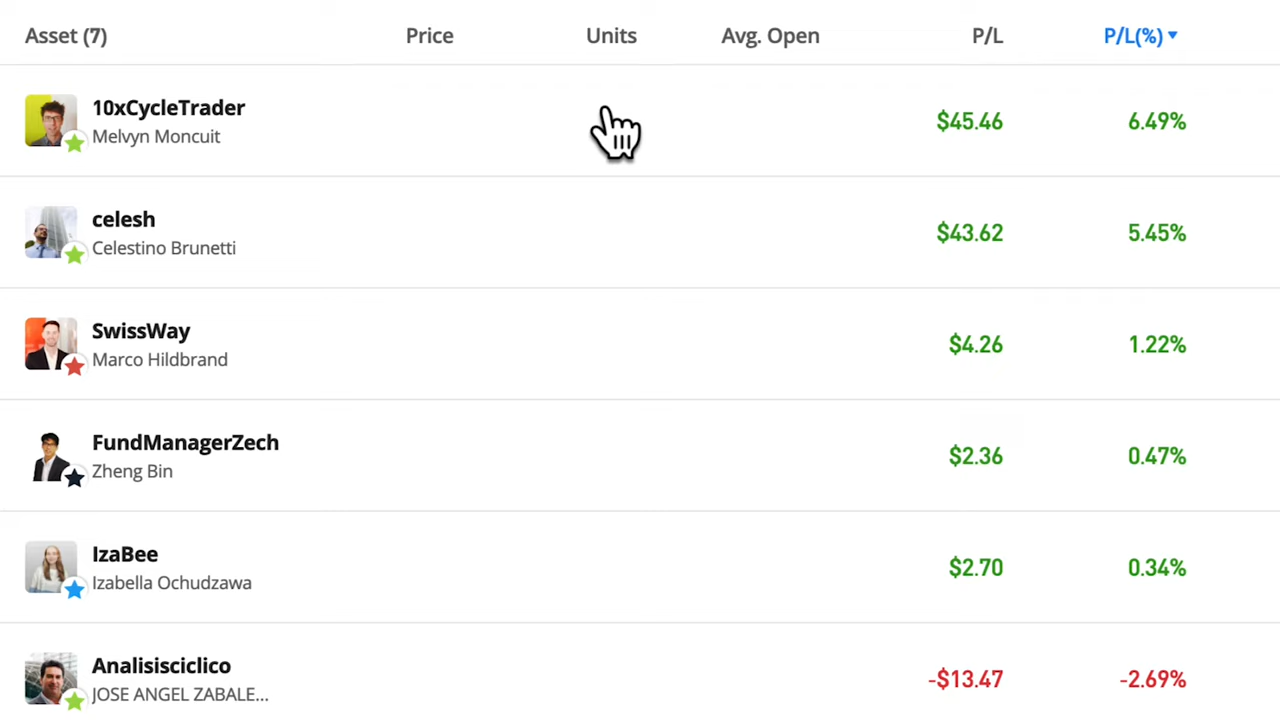 Asset (7) Price Units Avg. Open P/L P/L(%)
10xCycleTrader
Melvyn Moncuit
$45.46 6.49%
celesh
Celestino Brunetti
$43.62 5.45%
SwissWay
Marco Hildbrand
$4.26 1.22%
FundManagerZech
Zheng Bin
$2.36 0.47%
IzaBee
Izabella Ochudzawa
$2.70 0.34%
Analisisciclico
JOSE ANGEL ZABALE...
-$13.47 -2.69%